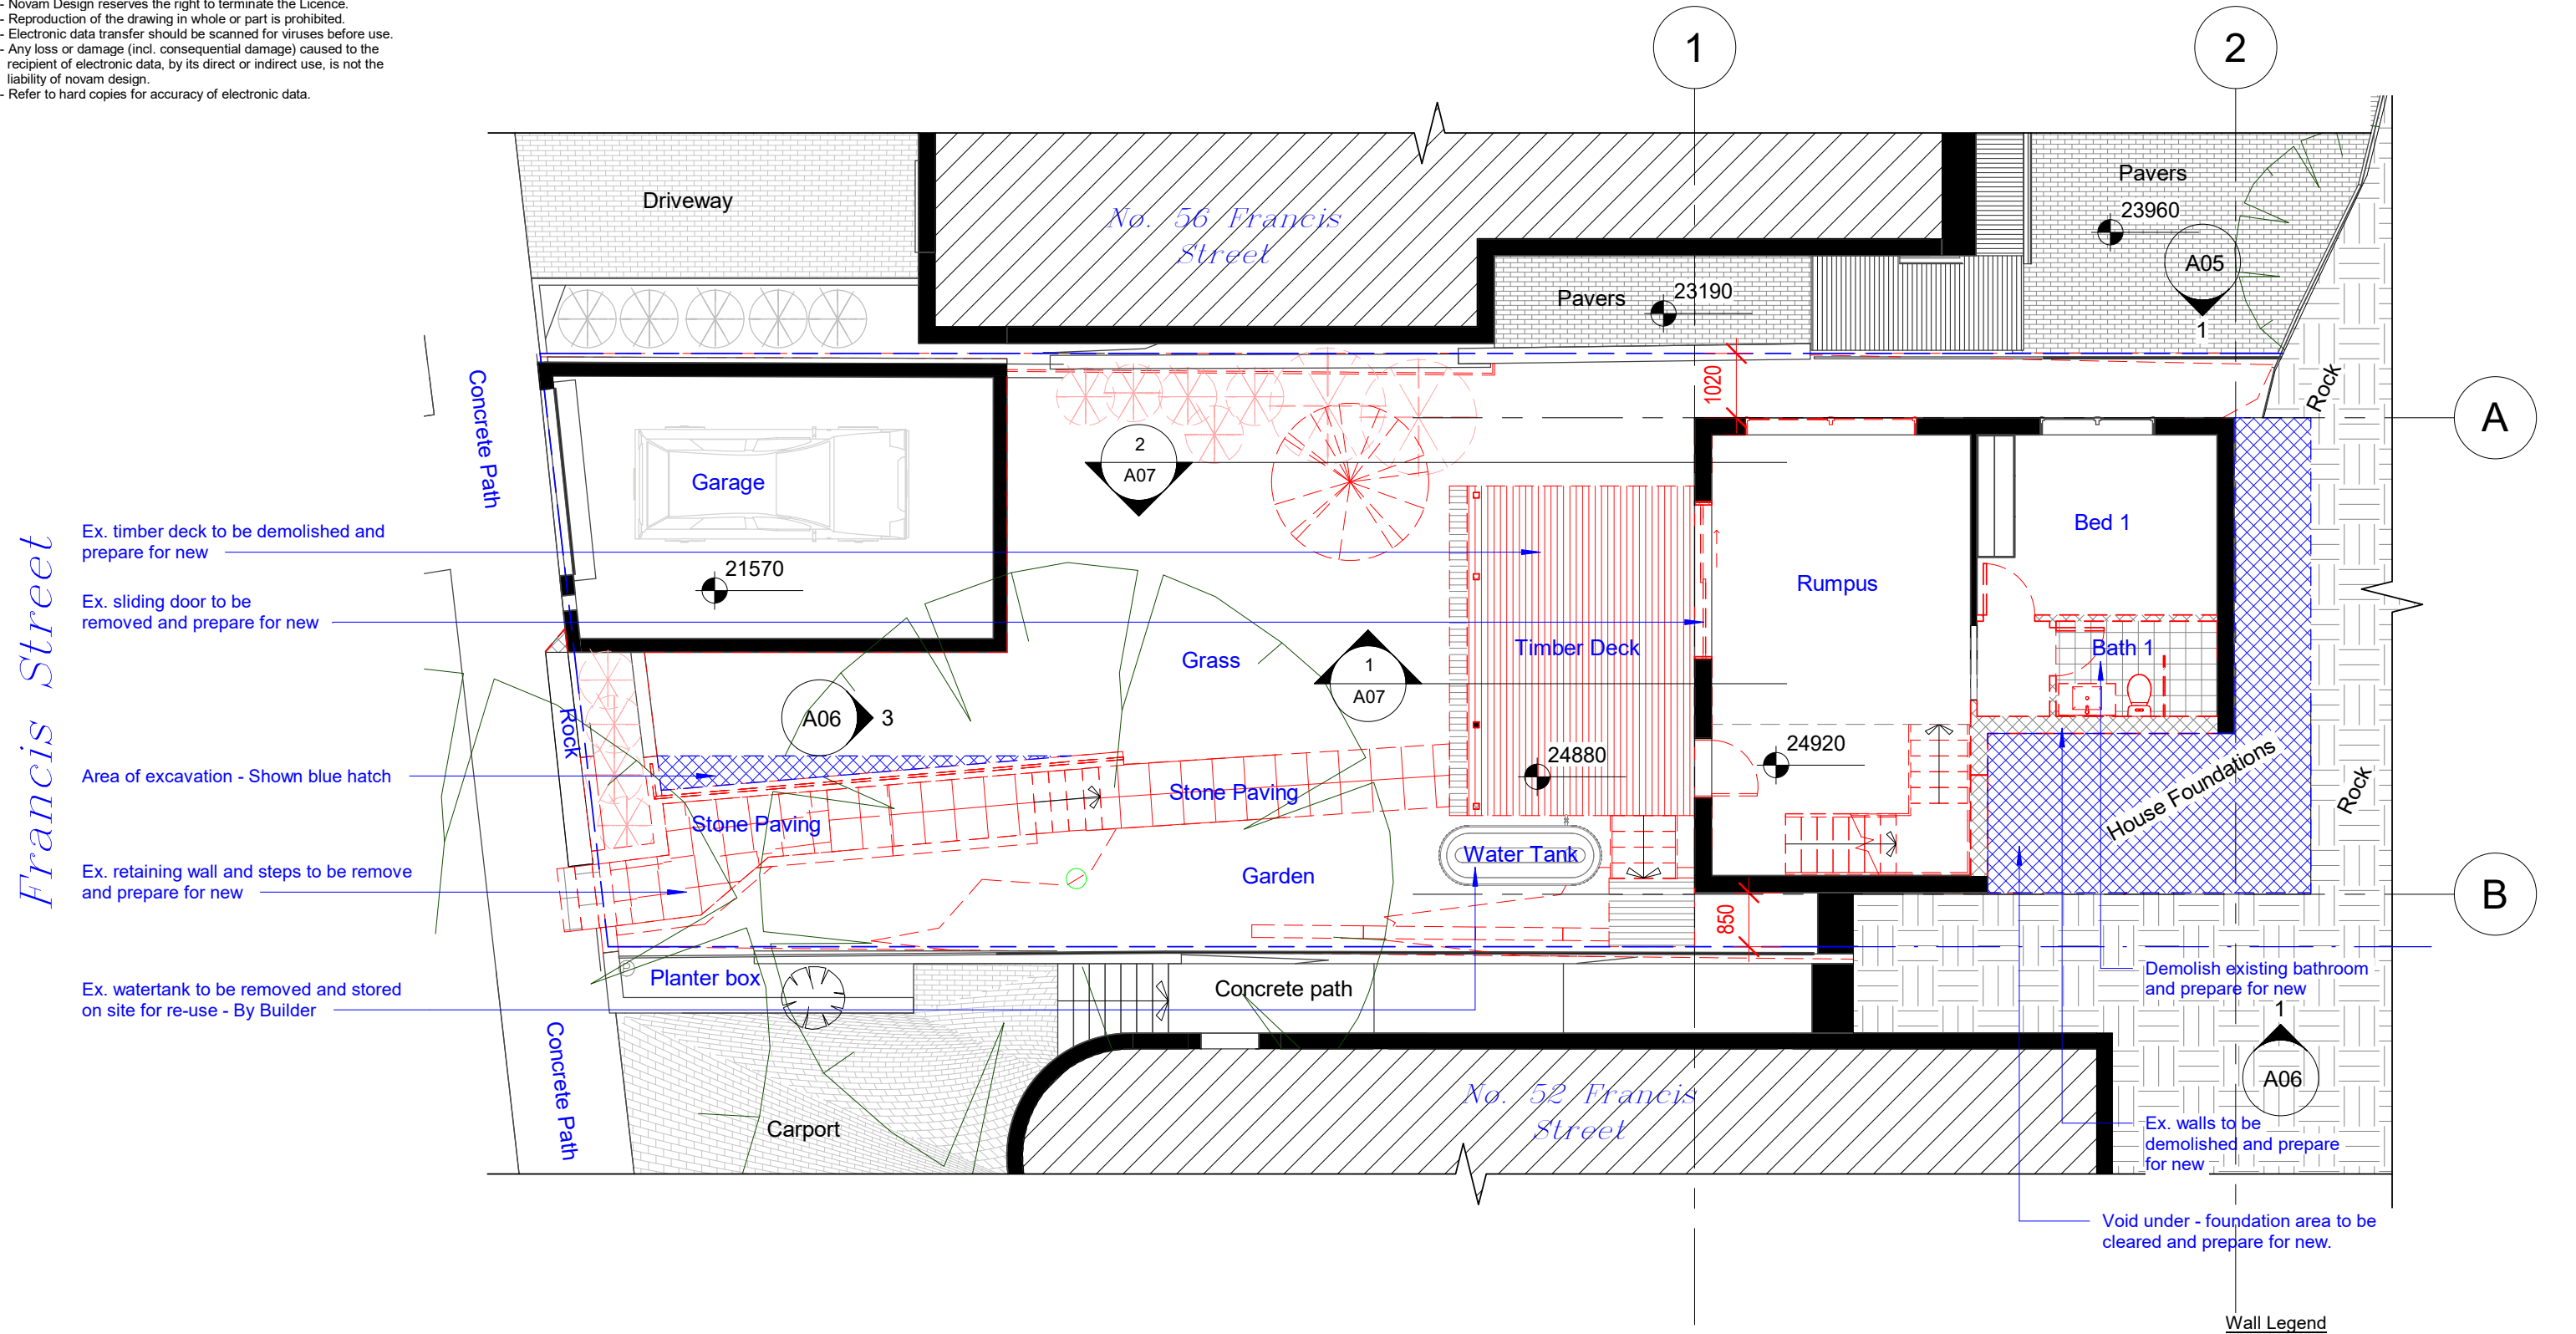 - Novam Design reserves the right to terminate the Licence.
- Reproduction of the drawing in whole or part is prohibited.
- Electronic data transfer should be scanned for viruses before use.
- Any loss or damage (incl. consequential damage) caused to the
recipient of electronic data, by its direct or indirect use, is not the
liability of novam design.
- Refer to hard copies for accuracy of electronic data.
1
2
Driveway
No. 56 Francis
Street
Pavers
23960
A05
1
Pavers
23190
Rock
1020
A
Concrete Path
Garage
21570
2
A07
Bed 1
Rumpus
Bath 1
Francis Street
Ex. timber deck to be demolished and
prepare for new
Ex. sliding door to be
removed and prepare for new
Grass
Timber Deck
1
A07
A06
3
Rock
24880
24920
House Foundations
Rock
Area of excavation - Shown blue hatch
Stone Paving
Stone Paving
Water Tank
Garden
Ex. retaining wall and steps to be remove
and prepare for new
850
B
Planter box
Concrete path
Ex. watertank to be removed and stored
on site for re-use - By Builder
Demolish existing bathroom
and prepare for new
1
A06
Concrete Path
Carport
No. 52 Francis
Street
Ex. walls to be
demolished and prepare
for new
Void under - foundation area to be
cleared and prepare for new.
Wall Legend